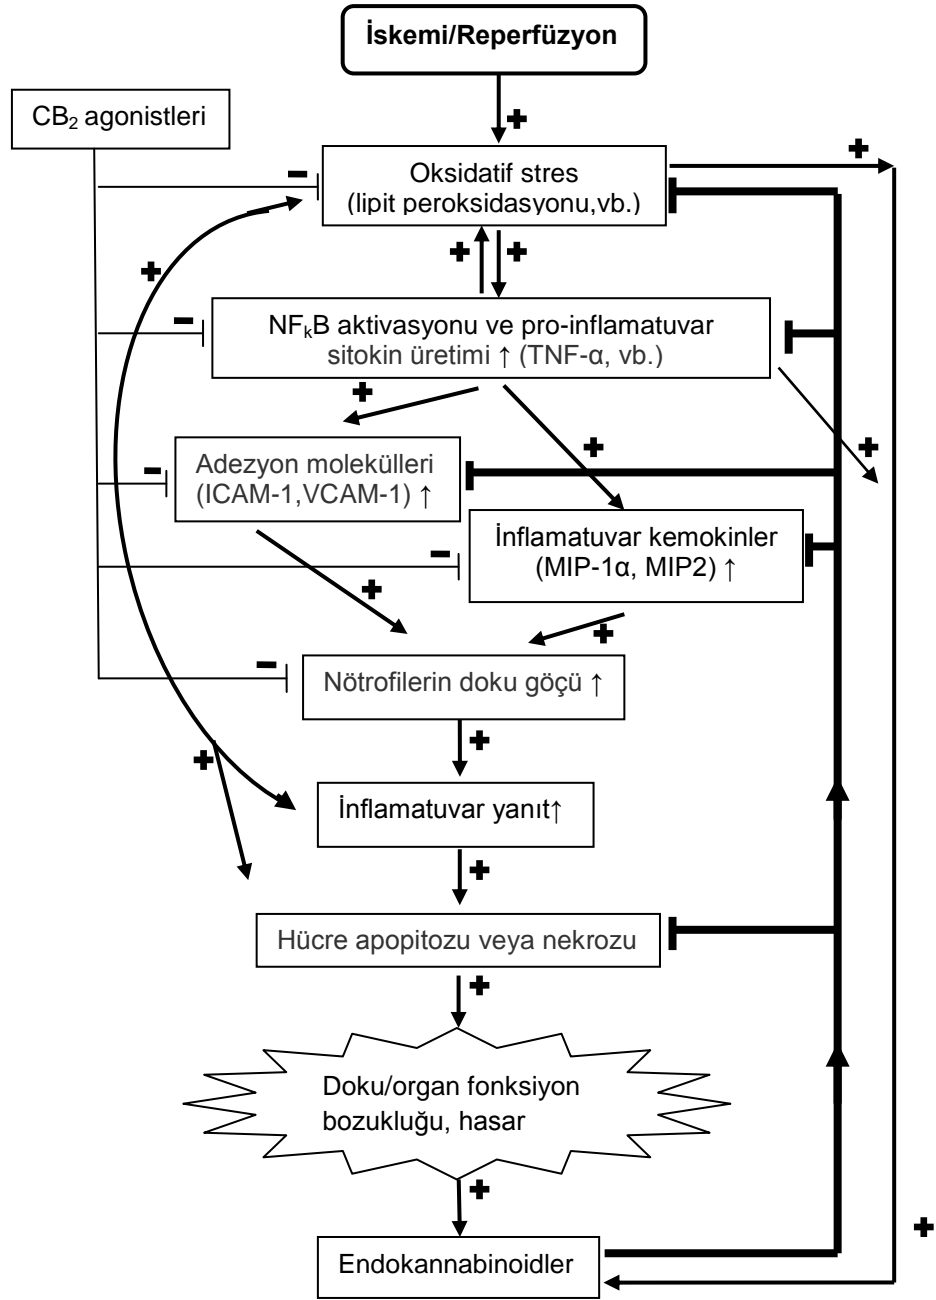 İskemi/Reperfüzyon
CB₂ agonistleri
Oksidatif stres
(lipit peroksidasyonu,vb.)
NFₖB aktivasyonu ve pro-inflamatuvar
sitokin üretimi ↑ (TNF-α, vb.)
Adezyon molekülleri
(ICAM-1,VCAM-1) ↑
İnflamatuvar kemokinler
(MIP-1α, MIP2) ↑
Nötrofilerin doku göçü ↑
İnflamatuvar yanıt↑
Hücre apopitozu veya nekrozu
Doku/organ fonksiyon
bozukluğu, hasar
Endokannabinoidler